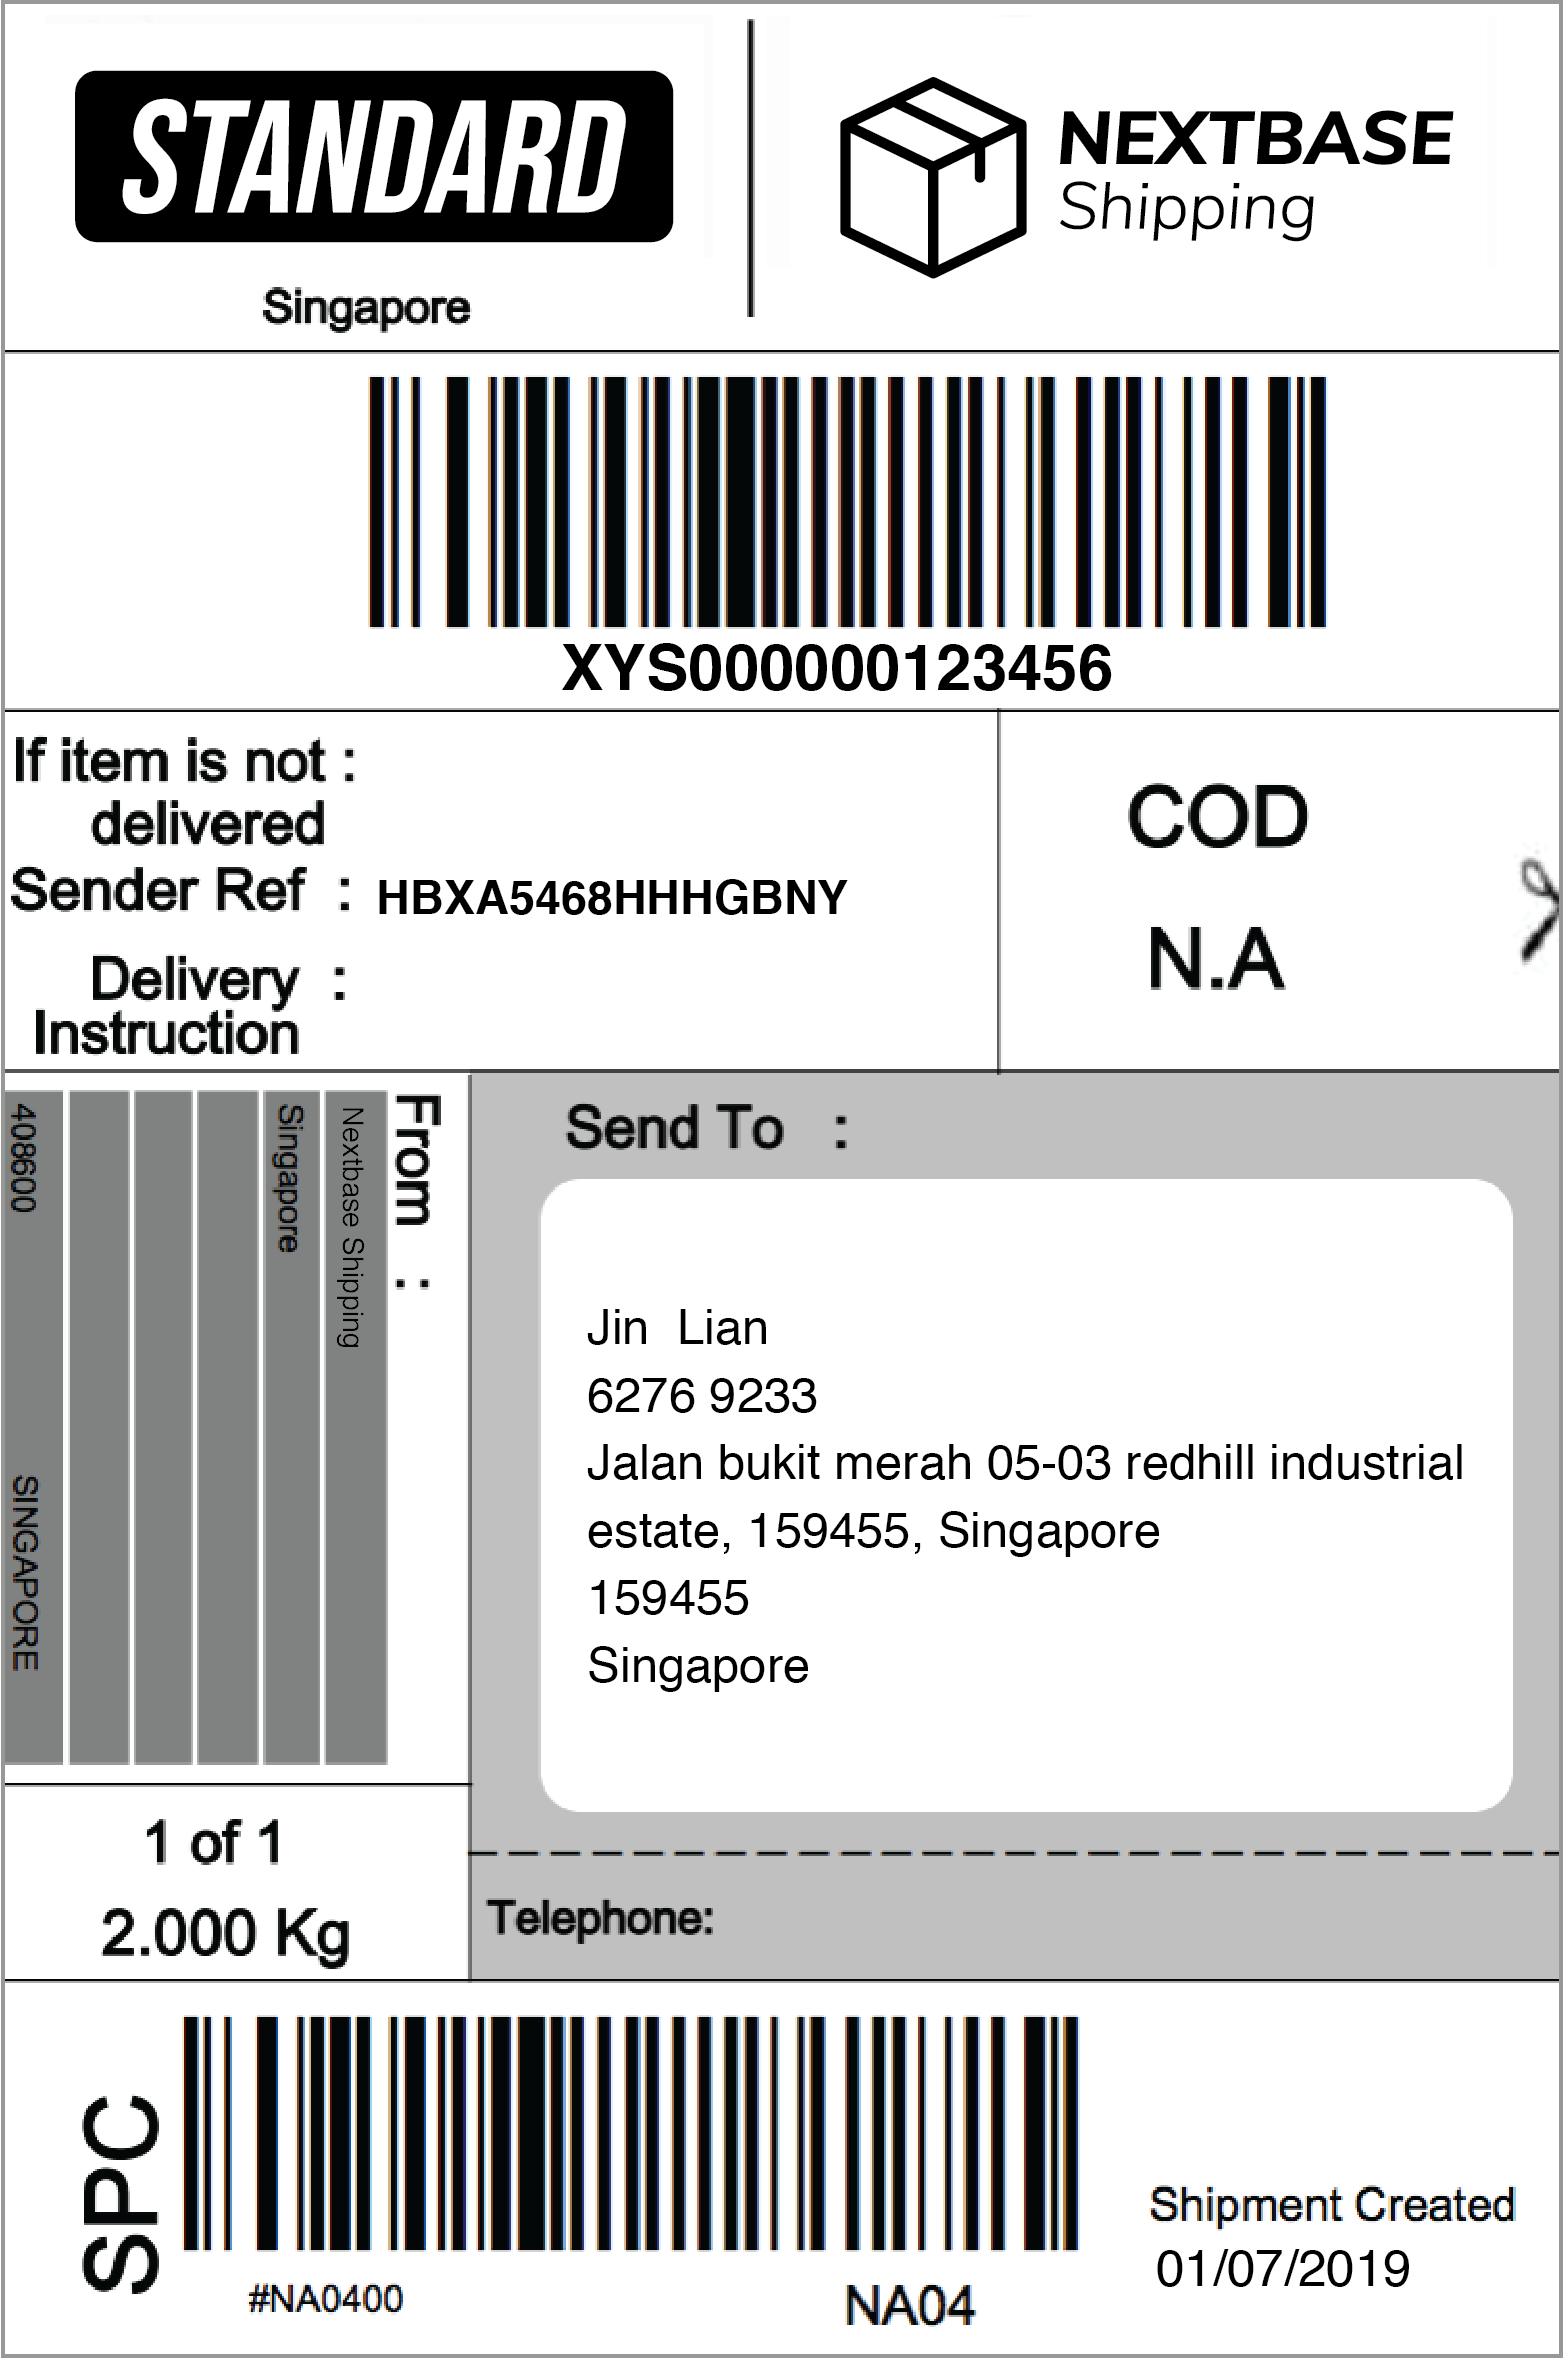 STANDARD
Singapore
NEXTBASE
Shipping
XYS000000123456
If item is not :
delivered
Sender Ref : HBXA5468HHHGBNY
Delivery :
Instruction
COD
N.A
From :
Nextbase Shipping
Singapore
408600 SINGAPORE
Send To :
Jin Lian
6276 9233
Jalan bukit merah 05-03 redhill industrial
estate, 159455, Singapore
159455
Singapore
1 of 1
2.000 Kg
Telephone:
SPC
#NA0400
NA04
Shipment Created
01/07/2019